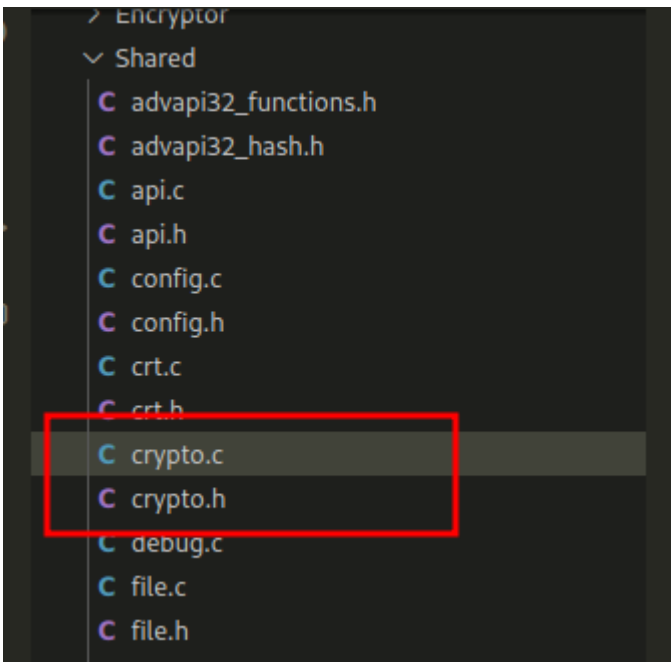 > Encryptor
Shared
C advapi32_functions.h
C advapi32_hash.h
C api.c
C api.h
C config.c
C config.h
C crt.c
C crt.h
C crypto.c
C crypto.h
C debug.c
C file.c
C file.h